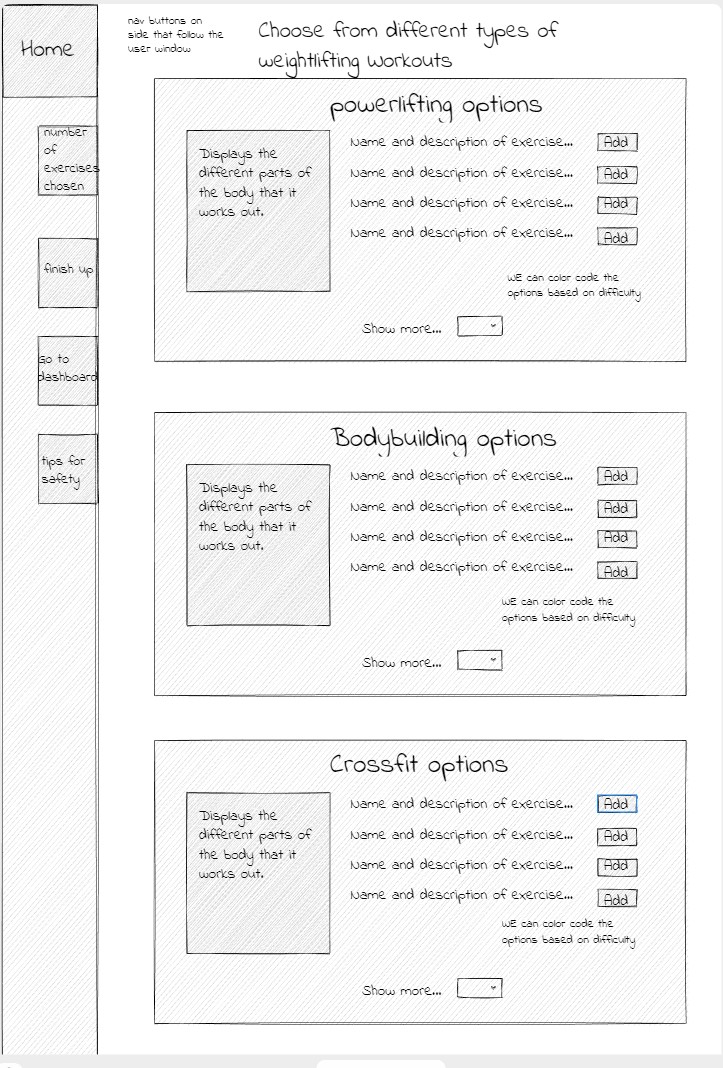 Home
nav buttons on
side that follow the
user window
Choose from different types of
weightlifting workouts
number
of
exercises
chosen
finish up
Go to
dashboard
tips for
safety
powerlifting options
Displays the
different parts of
the body that it
works out.
Name and description of exercise... Add
Name and description of exercise... Add
Name and description of exercise... Add
Name and description of exercise... Add
WE can color code the
options based on difficulty
Show more...
Bodybuilding options
Displays the
different parts of
the body that it
works out.
Name and description of exercise... Add
Name and description of exercise... Add
Name and description of exercise... Add
Name and description of exercise... Add
WE can color code the
options based on difficulty
Show more...
Crossfit options
Displays the
different parts of
the body that it
works out.
Name and description of exercise... Add
Name and description of exercise... Add
Name and description of exercise... Add
Name and description of exercise... Add
WE can color code the
options based on difficulty
Show more...